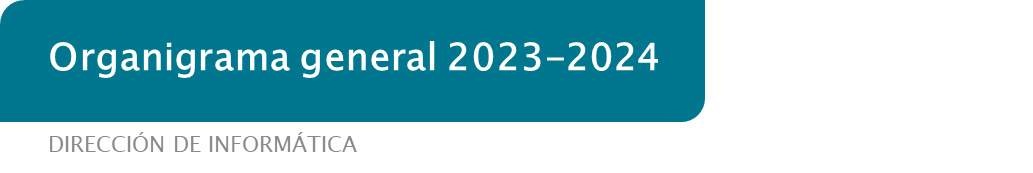 Organigrama general 2023-2024
DIRECCIÓN DE INFORMÁTICA